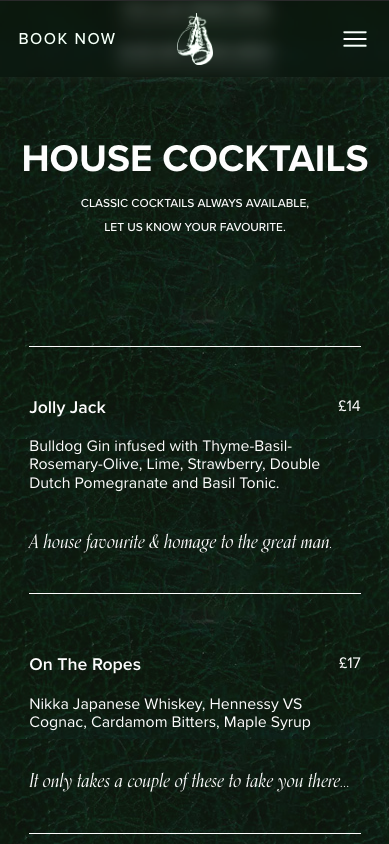 BOOK NOW
HOUSE COCKTAILS
CLASSIC COCKTAILS ALWAYS AVAILABLE,
LET US KNOW YOUR FAVOURITE.
Jolly Jack £14
Bulldog Gin infused with Thyme-Basil-
Rosemary-Olive, Lime, Strawberry, Double
Dutch Pomegranate and Basil Tonic.
A house favourite & homage to the great man.
On The Ropes £17
Nikka Japanese Whiskey, Hennessy VS
Cognac, Cardamom Bitters, Maple Syrup
It only takes a couple of these to take you there...